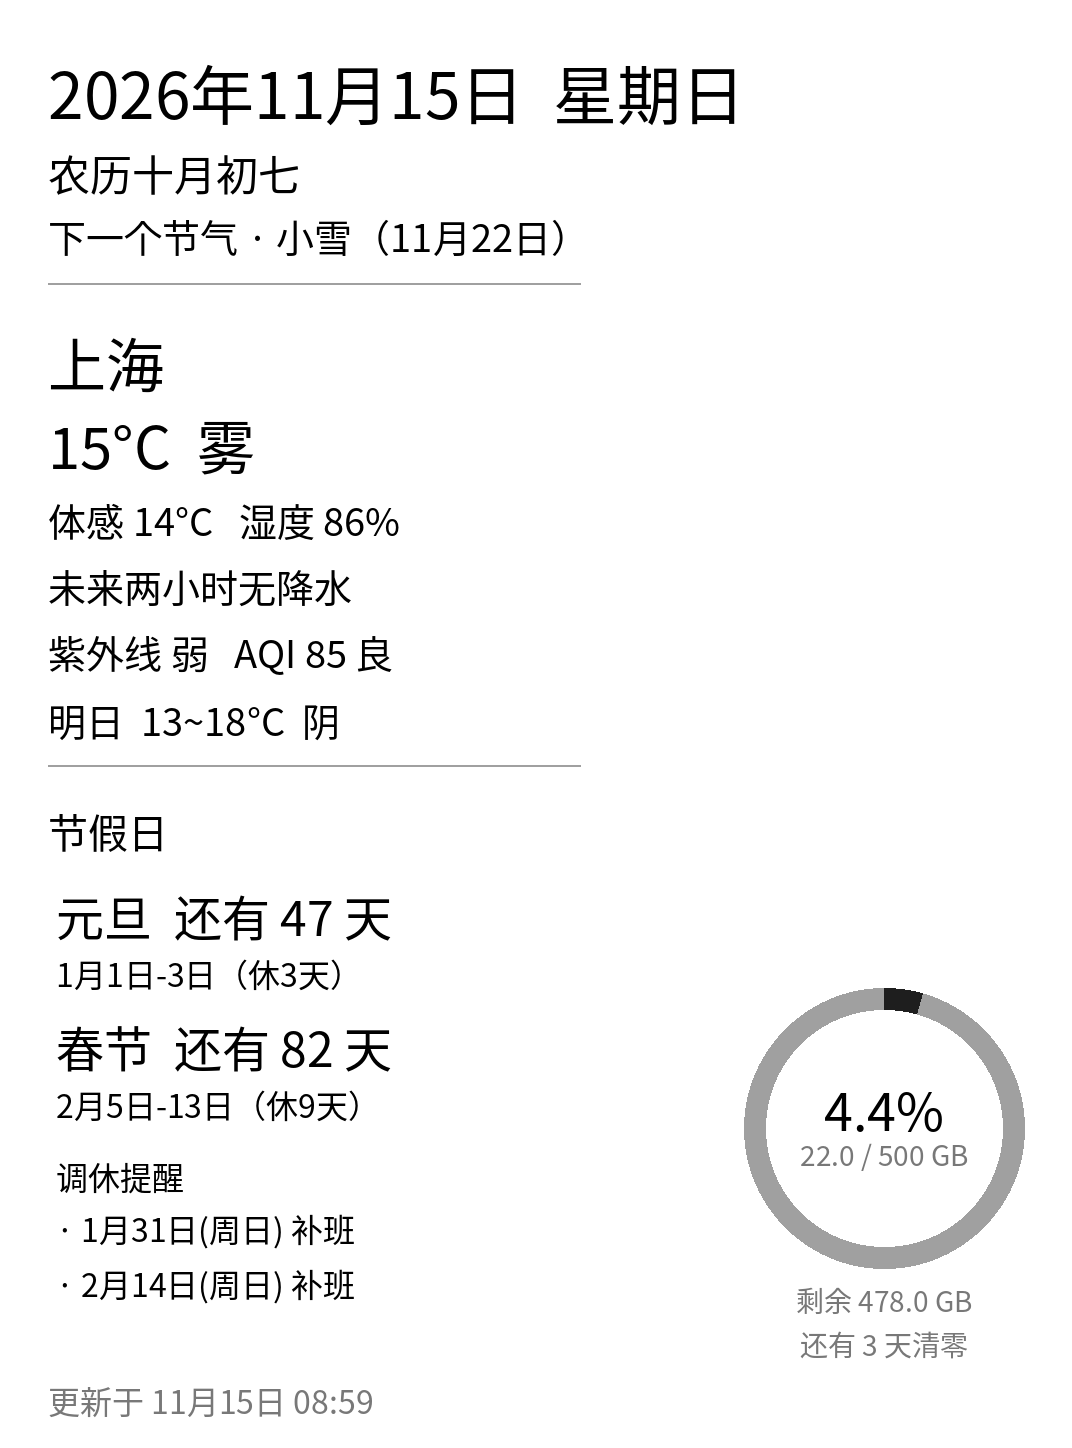 2026年11月15日 星期日
农历十月初七
下一个节气 · 小雪（11月22日）
上海
15°C 雾
体感 14°C 湿度 86%
未来两小时无降水
紫外线 弱 AQI 85 良
明日 13~18°C 阴
节假日
元旦 还有 47 天
1月1日-3日（休3天）
春节 还有 82 天
2月5日-13日（休9天）
调休提醒
· 1月31日(周日) 补班
· 2月14日(周日) 补班
4.4%
22.0 / 500 GB
剩余 478.0 GB
还有 3 天清零
更新于 11月15日 08:59